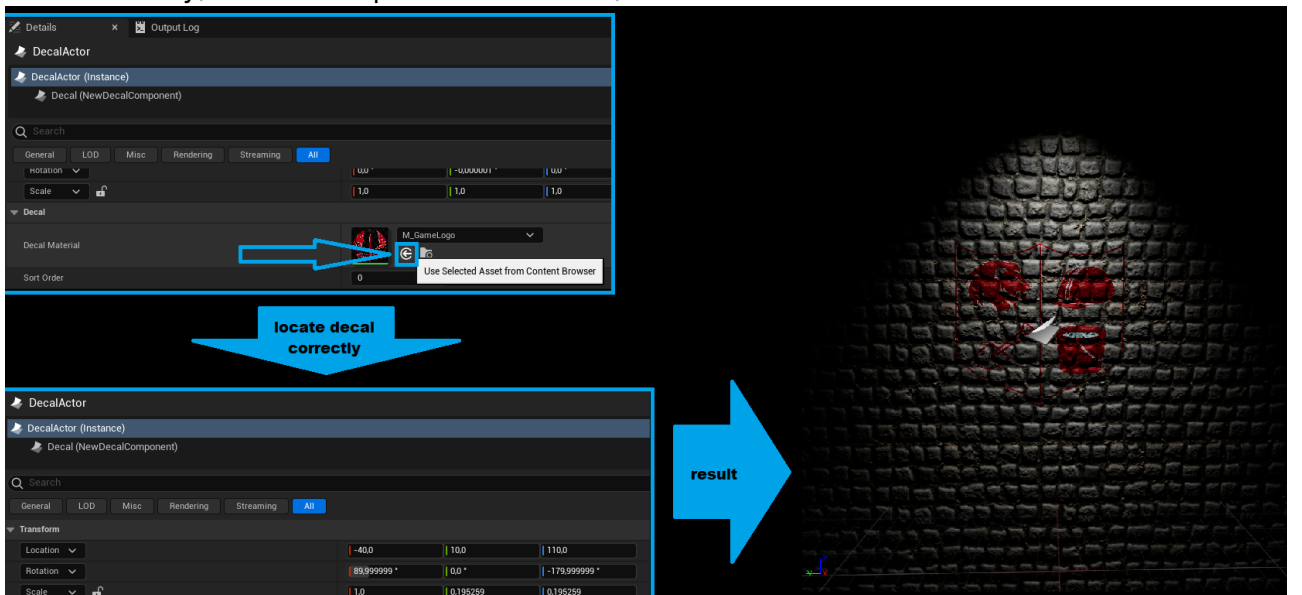 Details
Output Log
DecalActor
DecalActor (Instance)
Decal (NewDecalComponent)
Search
General LOD Misc Rendering Streaming All
Rotation 0,0 ° -0,000001 ° 0,0 °
Scale 1,0 1,0 1,0
Decal
M_GameLogo
Decal Material
Use Selected Asset from Content Browser
Sort Order 0
locate decal
correctly
DecalActor
DecalActor (Instance)
Decal (NewDecalComponent)
Search
General LOD Misc Rendering Streaming All
Transform
Location -40,0 10,0 110,0
Rotation 89,999999 ° 0,0 ° -179,999999 °
Scale 1,0 0,195259 0,195259
result